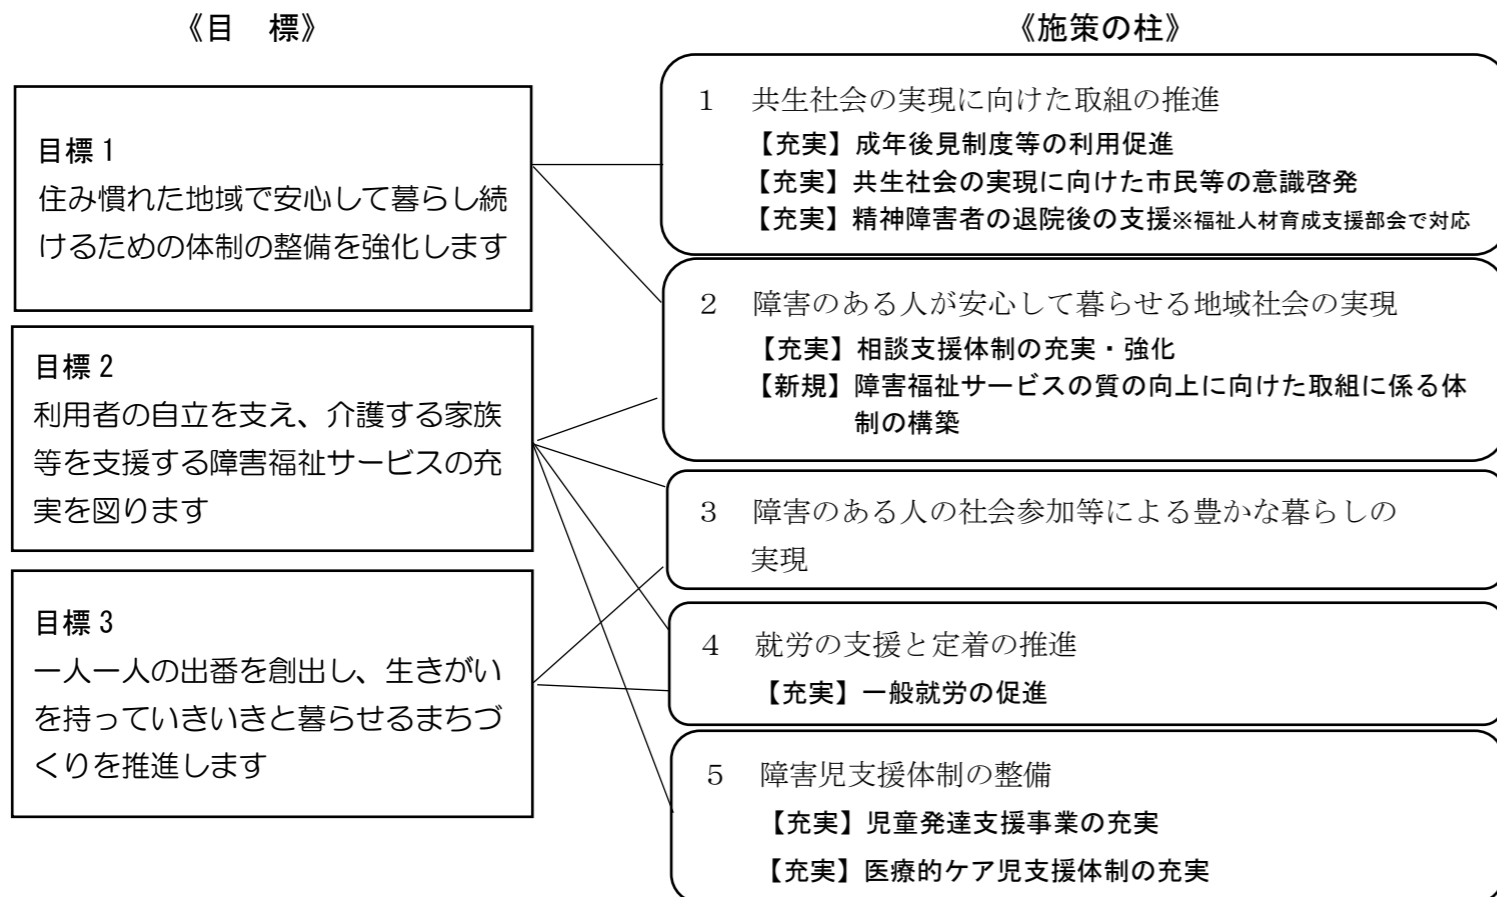 《目　標》
《施策の柱》
目標1
住み慣れた地域で安心して暮らし続
けるための体制の整備を強化します
目標2
利用者の自立を支え、介護する家族
等を支援する障害福祉サービスの充
実を図ります
目標3
一人一人の出番を創出し、生きがい
を持っていきいきと暮らせるまちづ
くりを推進します
１　共生社会の実現に向けた取組の推進
【充実】成年後見制度等の利用促進
【充実】共生社会の実現に向けた市民等の意識啓発
【充実】精神障害者の退院後の支援※福祉人材育成支援部会で対応
２　障害のある人が安心して暮らせる地域社会の実現
【充実】相談支援体制の充実・強化
【新規】障害福祉サービスの質の向上に向けた取組に係る体
制の構築
３　障害のある人の社会参加等による豊かな暮らしの
実現
４　就労の支援と定着の推進
【充実】一般就労の促進
５　障害児支援体制の整備
【充実】児童発達支援事業の充実
【充実】医療的ケア児支援体制の充実